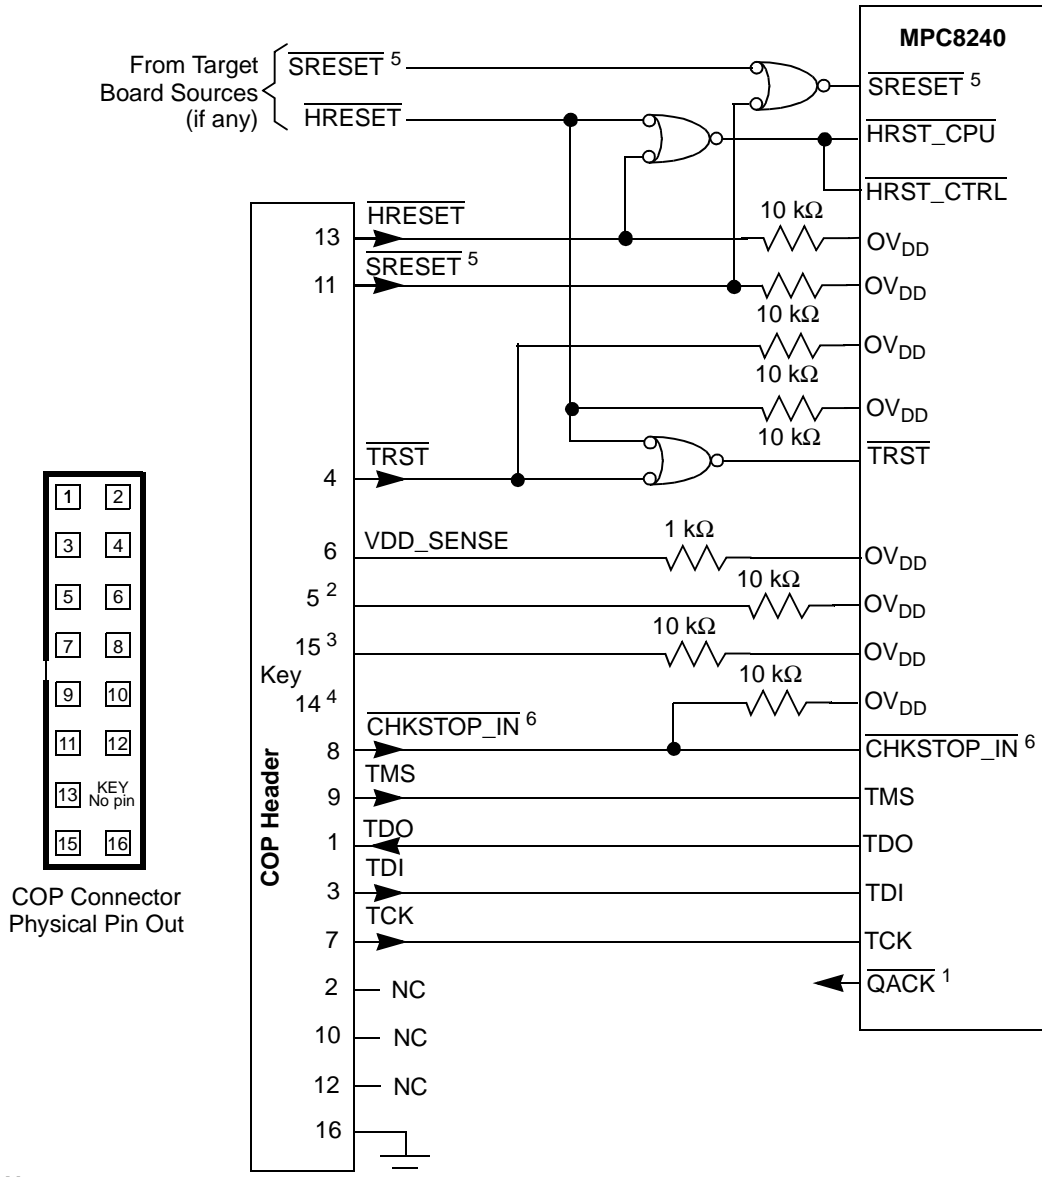 MPC8240
From Target
Board Sources
(if any)
SRESET 5
HRESET
SRESET 5
HRST_CPU
HRST_CTRL
13 HRESET 10 kΩ OVDD
11 SRESET 5 10 kΩ OVDD
10 kΩ OVDD
10 kΩ OVDD
4 TRST TRST
6 VDD_SENSE 1 kΩ OVDD
5 2 10 kΩ OVDD
15 3 10 kΩ OVDD
Key
14 4 10 kΩ OVDD
8 CHKSTOP_IN 6 CHKSTOP_IN 6
9 TMS TMS
1 TDO TDO
3 TDI TDI
7 TCK TCK
QACK 1
2 NC
10 NC
12 NC
16
COP Header
1 2
3 4
5 6
7 8
9 10
11 12
13 KEY
No pin
15 16
COP Connector
Physical Pin Out